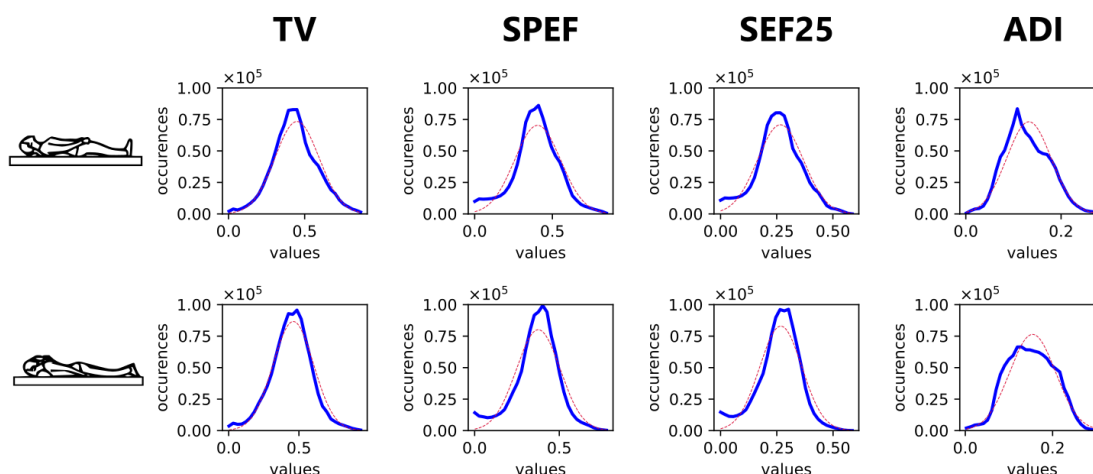 TV SPEF SEF25 ADI
×10⁵ ×10⁵ ×10⁵ ×10⁵
1.00 1.00 1.00 1.00
0.75 0.75 0.75 0.75
0.50 0.50 0.50 0.50
0.25 0.25 0.25 0.25
0.00 0.00 0.00 0.00
occurences occurences occurences occurences
0.0 0.5 0.0 0.5 0.00 0.25 0.50 0.0 0.2
values values values values
×10⁵ ×10⁵ ×10⁵ ×10⁵
1.00 1.00 1.00 1.00
0.75 0.75 0.75 0.75
0.50 0.50 0.50 0.50
0.25 0.25 0.25 0.25
0.00 0.00 0.00 0.00
occurences occurences occurences occurences
0.0 0.5 0.0 0.5 0.00 0.25 0.50 0.0 0.2
values values values values